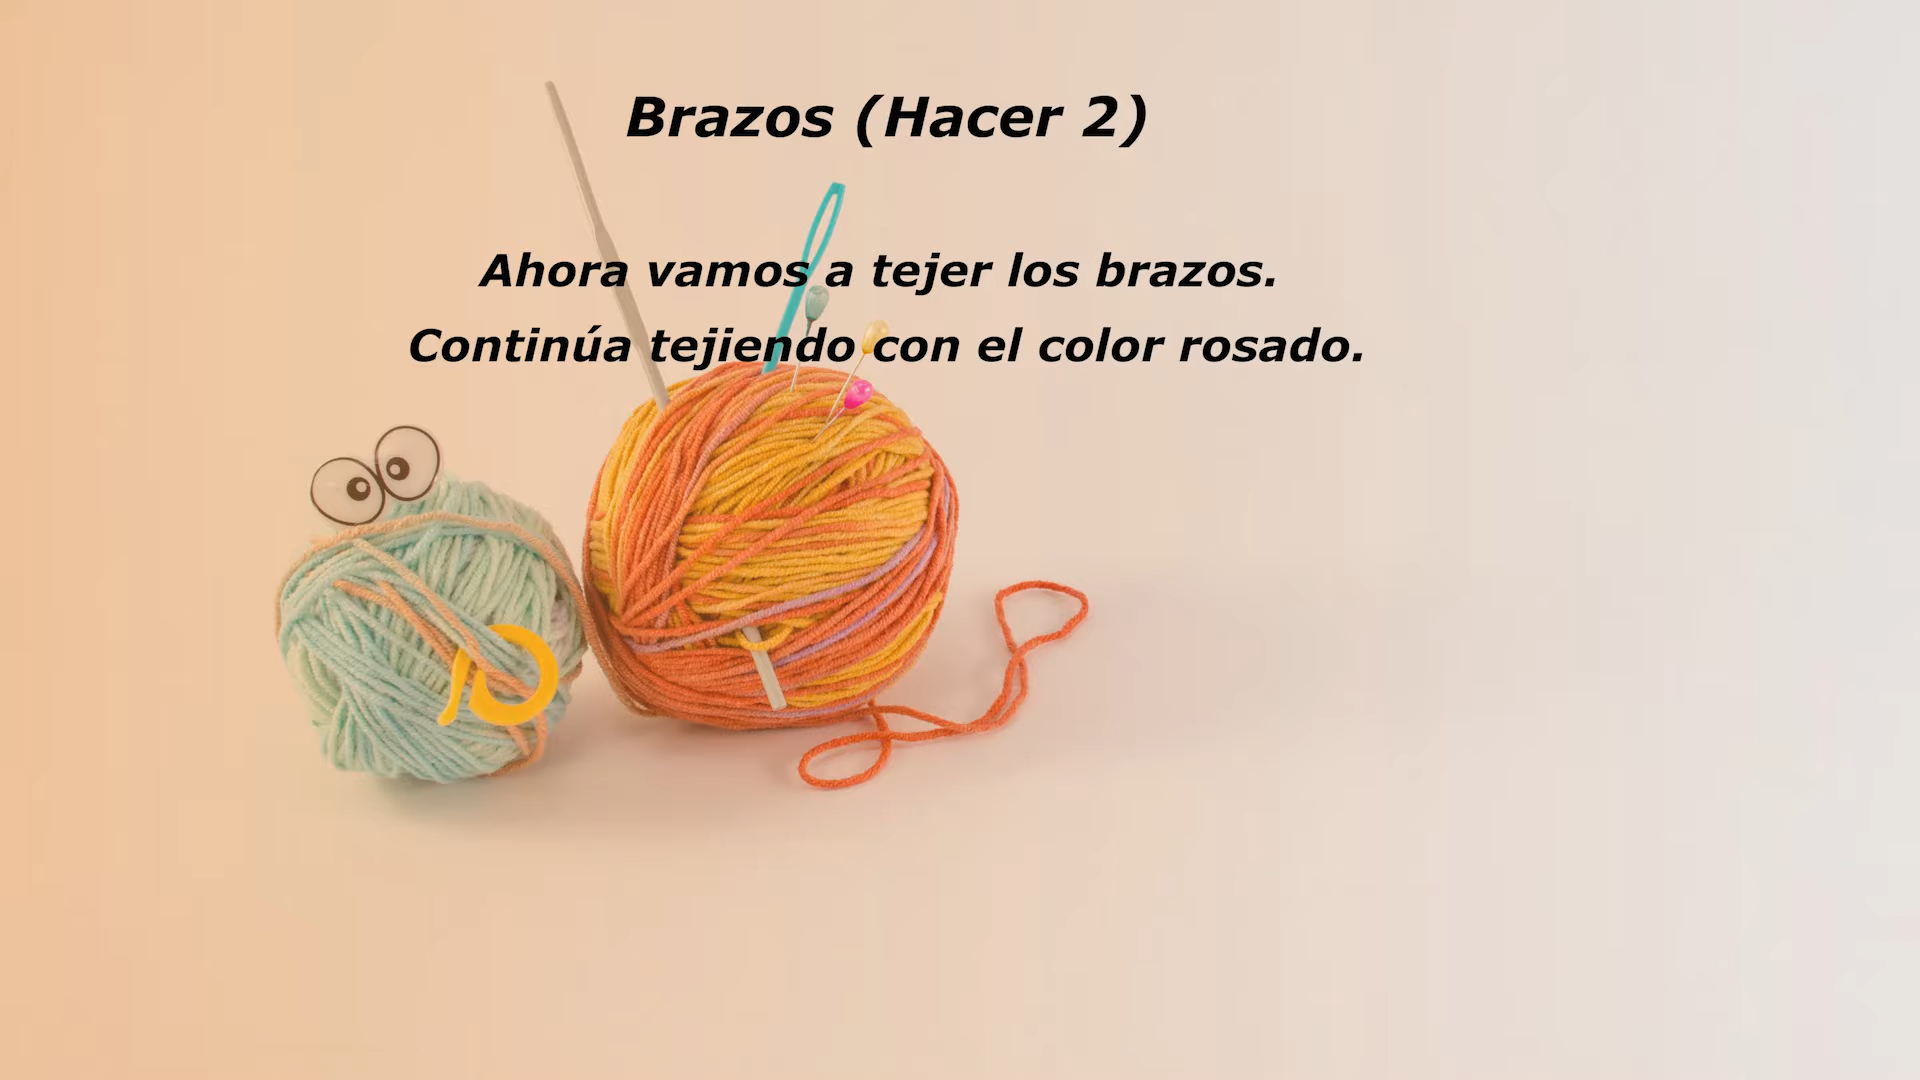 Brazos (Hacer 2)
Ahora vamos a tejer los brazos.
Continúa tejiendo con el color rosado.